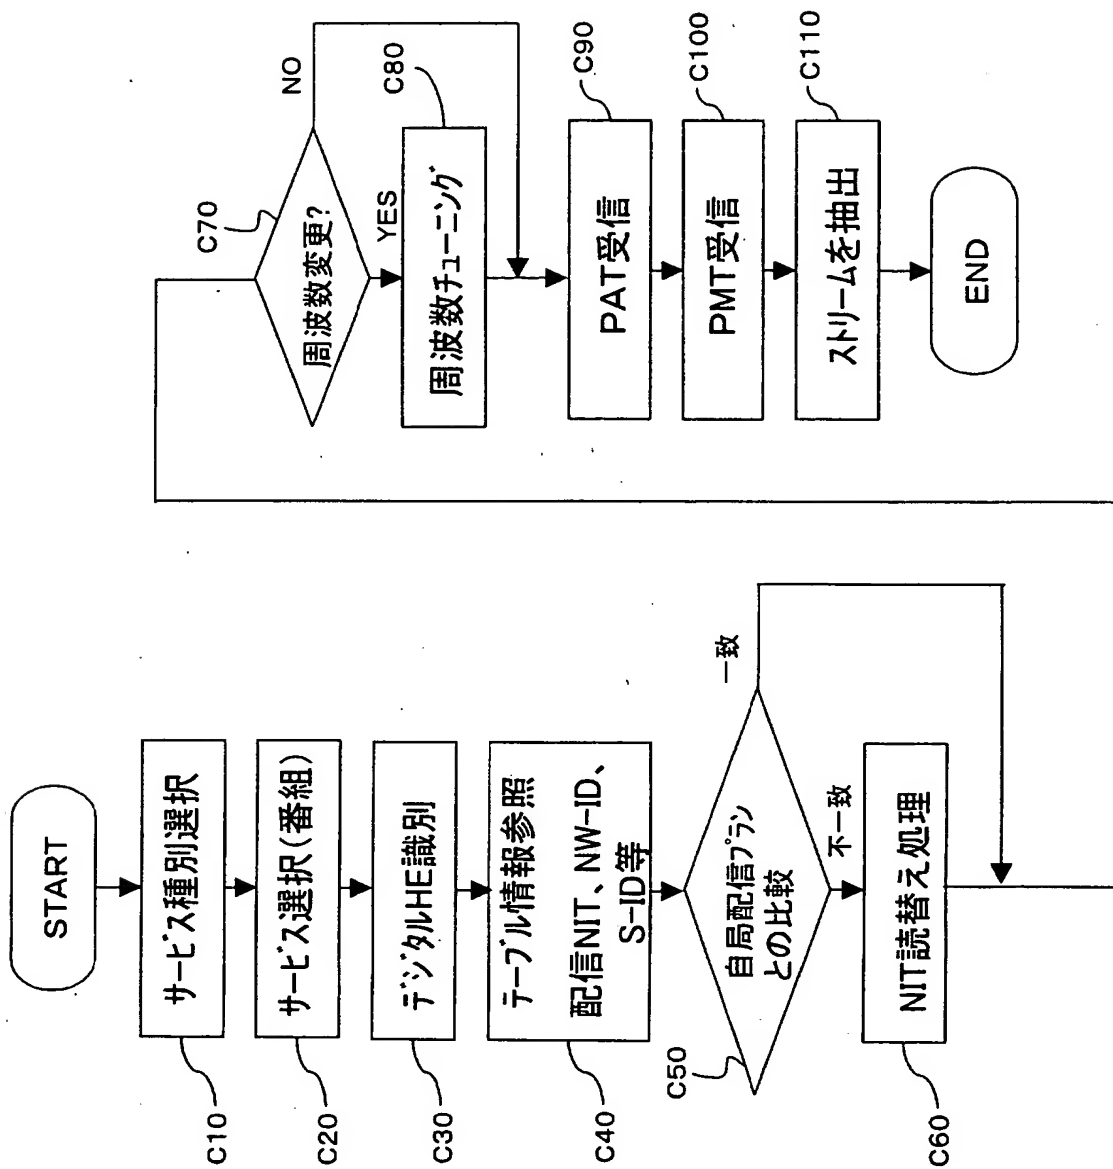 START
サービス種別選択
C10
サービス選択(番組)
C20
デジタルHE識別
C30
テーブル情報参照
配信NIT、NW-ID、
S-ID等
C40
自局配信プラン
との比較
C50
一致
不一致
NIT読替え処理
C60
周波数変更?
C70
NO
YES
周波数チューニング
C80
PAT受信
C90
PMT受信
C100
ストリームを抽出
C110
END